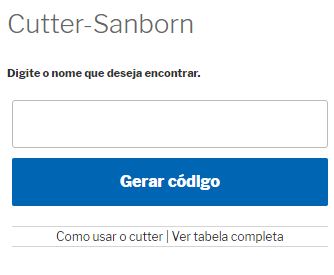 Cutter-Sanborn
Digite o nome que deseja encontrar.
Gerar código
Como usar o cutter | Ver tabela completa